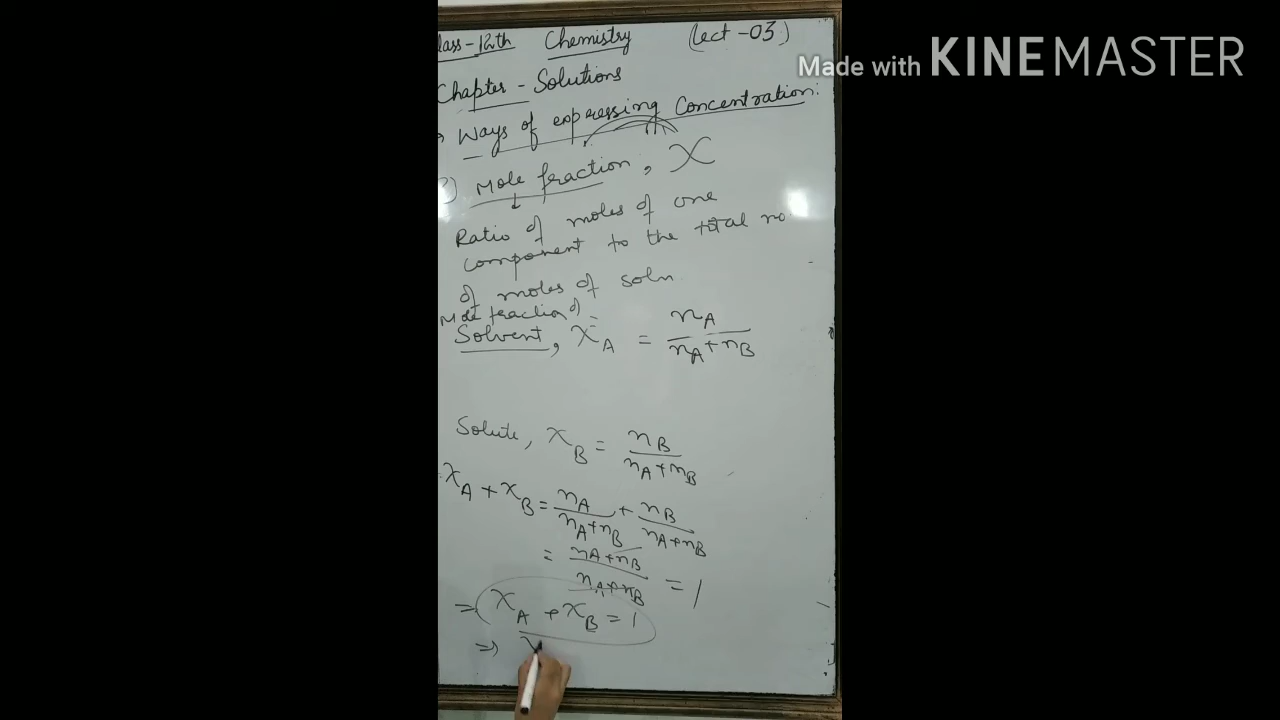 lass-12th Chemistry (Lect-03)
Made with KINEMASTER
Chapter - Solutions
Ways of expressing Concentration:
3) Mole fraction, X
Ratio of moles of one
component to the total no
of moles of soln
Mole fraction of
Solvent, x_A = n_A / (n_A + n_B)
Solute, x_B = n_B / (n_A + n_B)
x_A + x_B = n_A / (n_A + n_B) + n_B / (n_A + n_B)
= (n_A + n_B) / (n_A + n_B) = 1
⇒ x_A + x_B = 1
⇒